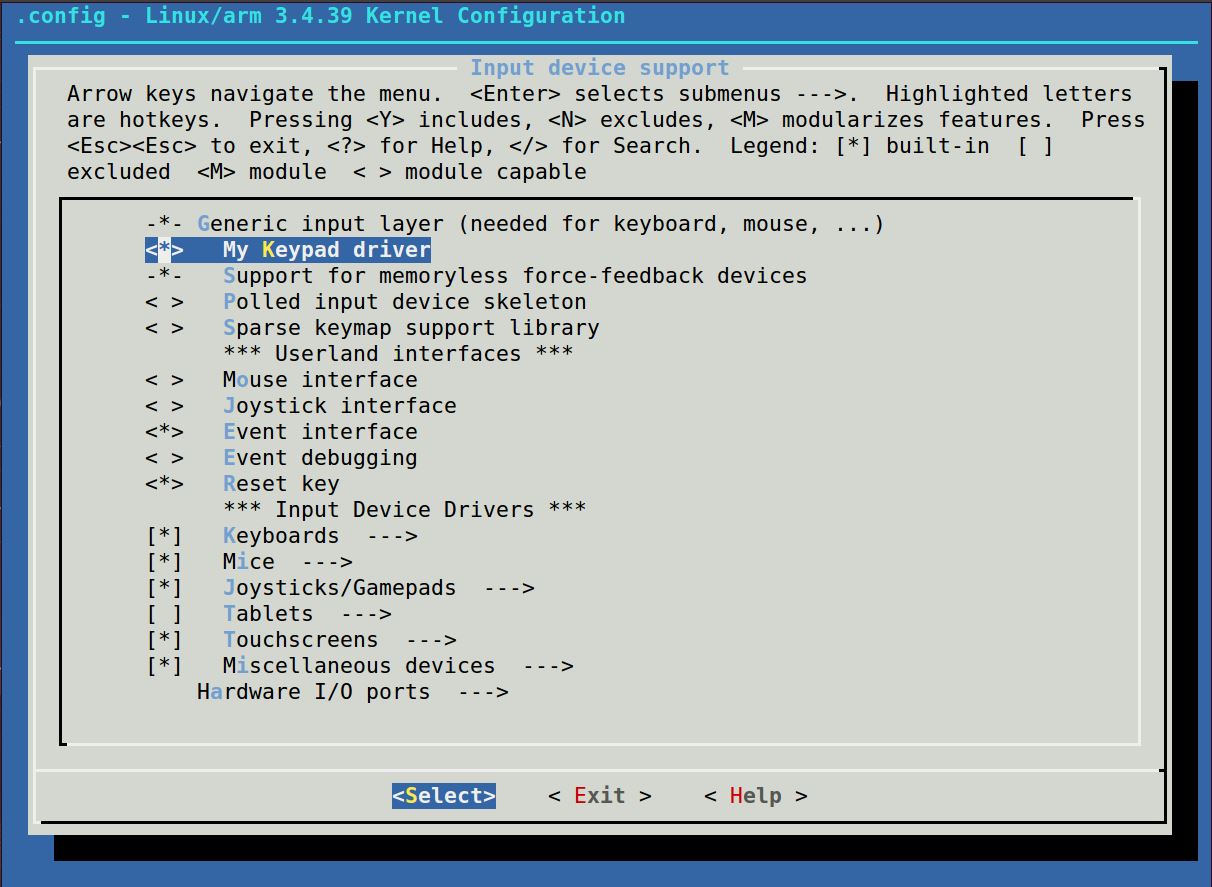 .config - Linux/arm 3.4.39 Kernel Configuration
Input device support
Arrow keys navigate the menu.  <Enter> selects submenus --->.  Highlighted letters
are hotkeys.  Pressing <Y> includes, <N> excludes, <M> modularizes features.  Press
<Esc><Esc> to exit, <?> for Help, </> for Search.  Legend: [*] built-in  [ ]
excluded  <M> module  < > module capable
-*- Generic input layer (needed for keyboard, mouse, ...)
<*>   My Keypad driver
-*-   Support for memoryless force-feedback devices
< >   Polled input device skeleton
< >   Sparse keymap support library
*** Userland interfaces ***
< >   Mouse interface
< >   Joystick interface
<*>   Event interface
< >   Event debugging
<*>   Reset key
*** Input Device Drivers ***
[*]   Keyboards  --->
[*]   Mice  --->
[*]   Joysticks/Gamepads  --->
[ ]   Tablets  --->
[*]   Touchscreens  --->
[*]   Miscellaneous devices  --->
Hardware I/O ports  --->
<Select>    < Exit >    < Help >